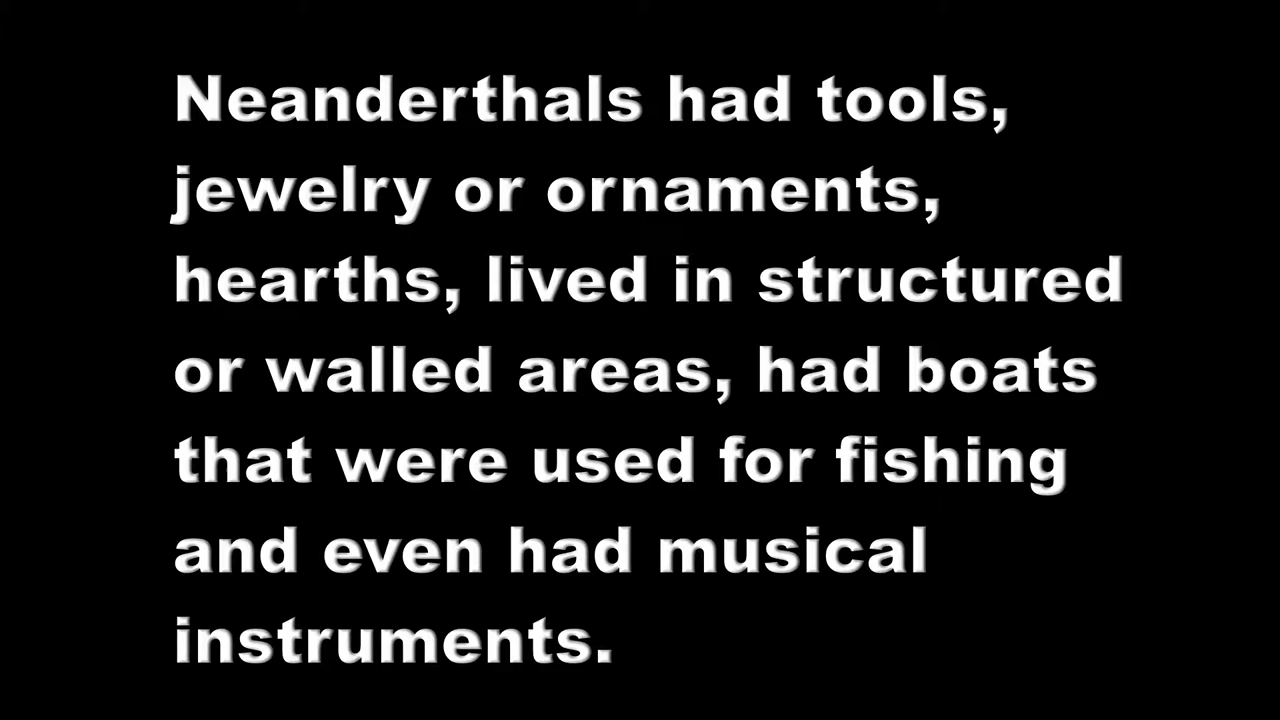 Neanderthals had tools,
jewelry or ornaments,
hearths, lived in structured
or walled areas, had boats
that were used for fishing
and even had musical
instruments.